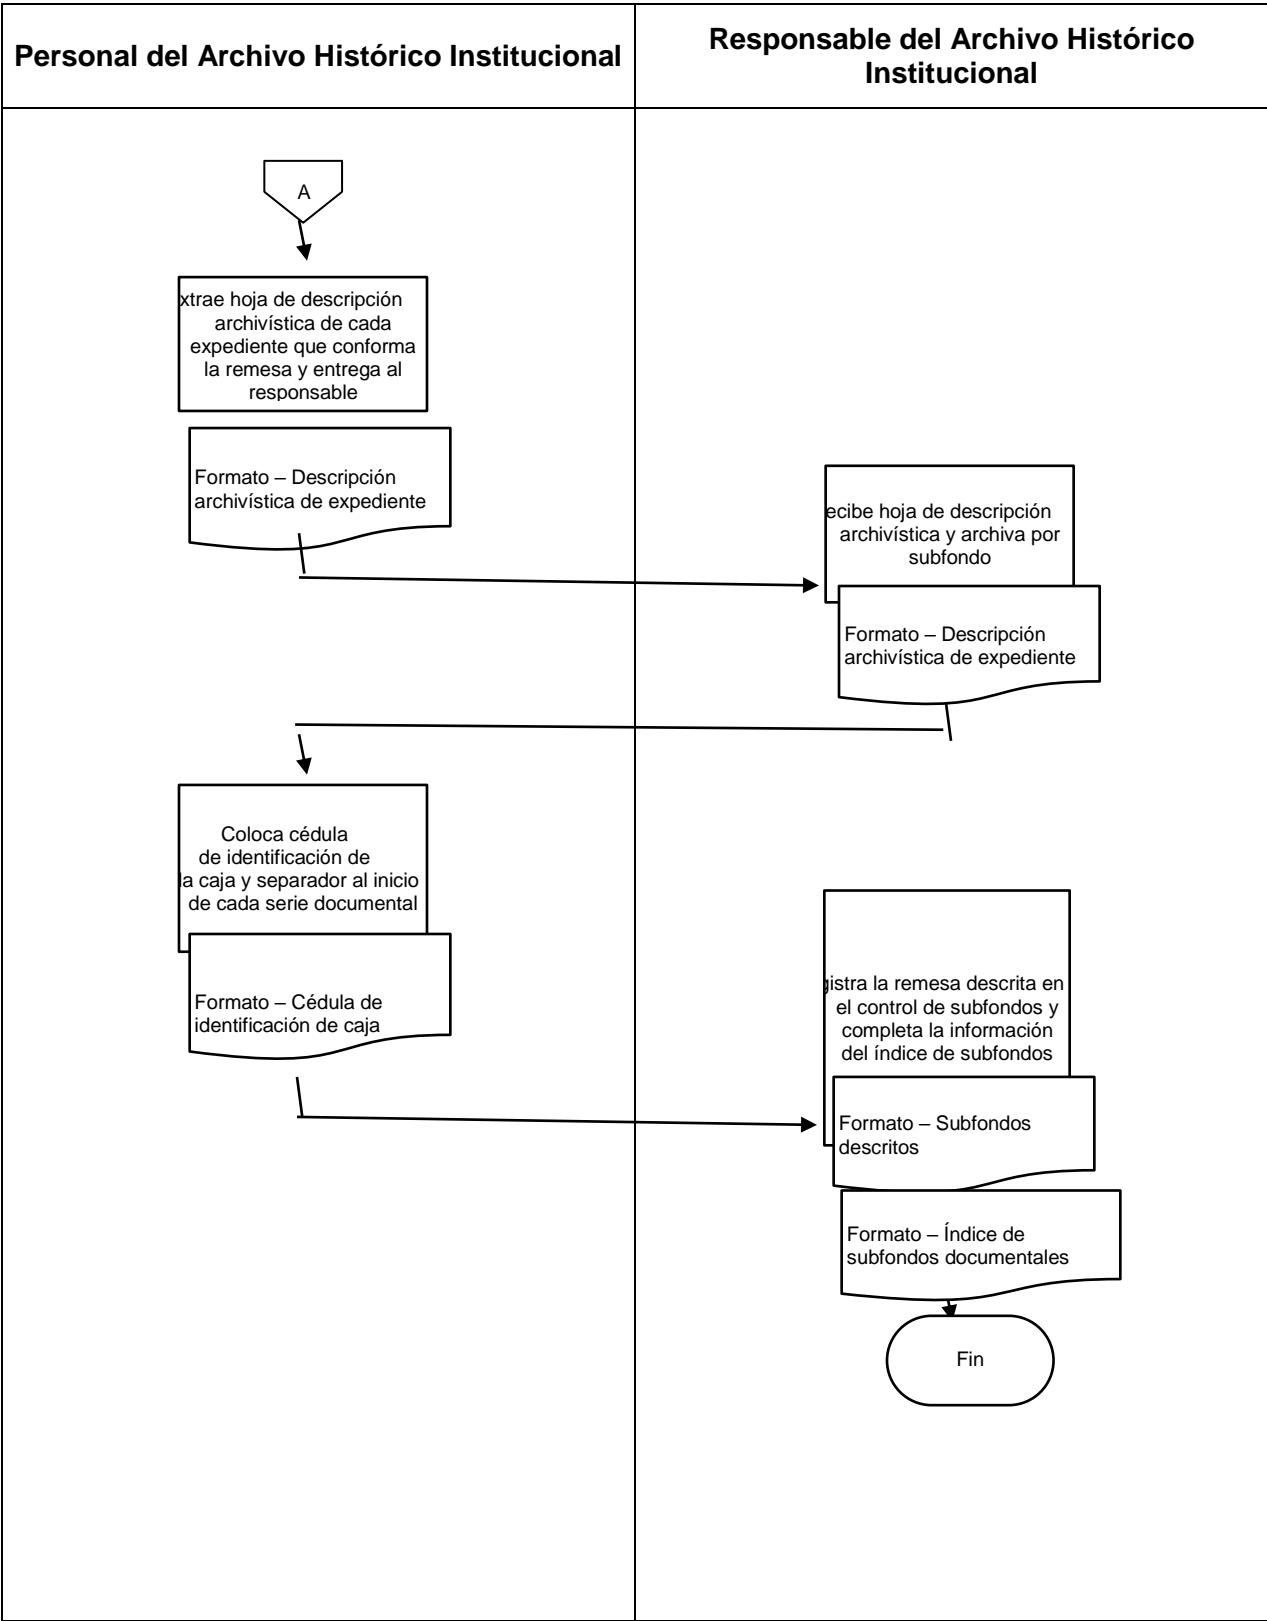 Personal del Archivo Histórico Institucional
Responsable del Archivo Histórico
Institucional
A
xtrae hoja de descripción
archivística de cada
expediente que conforma
la remesa y entrega al
responsable
Formato – Descripción
archivística de expediente
ecibe hoja de descripción
archivística y archiva por
subfondo
Formato – Descripción
archivística de expediente
Coloca cédula
de identificación de
la caja y separador al inicio
de cada serie documental
Formato – Cédula de
identificación de caja
gistra la remesa descrita en
el control de subfondos y
completa la información
del índice de subfondos
Formato – Subfondos
descritos
Formato – Índice de
subfondos documentales
Fin